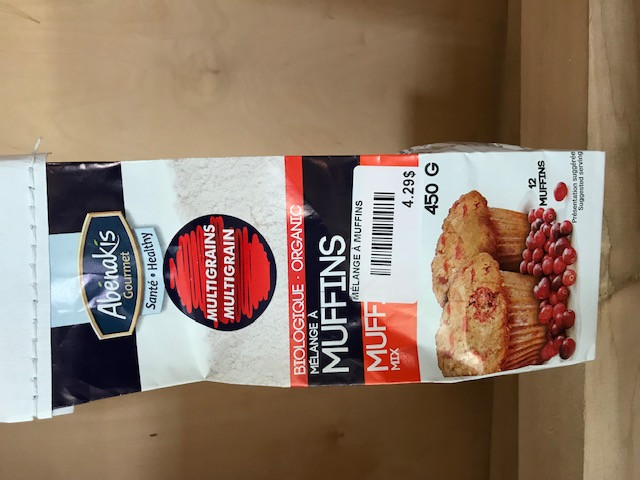 Abenakis
Gourmet
Santé • Healthy
MULTIGRAINS
MULTIGRAIN
BIOLOGIQUE · ORGANIC
MÉLANGE À
MUFFINS
MUFF
MIX
MÉLANGE À MUFFINS
4.29$
450 G
12
MUFFINS
Présentation suggérée
Suggested serving